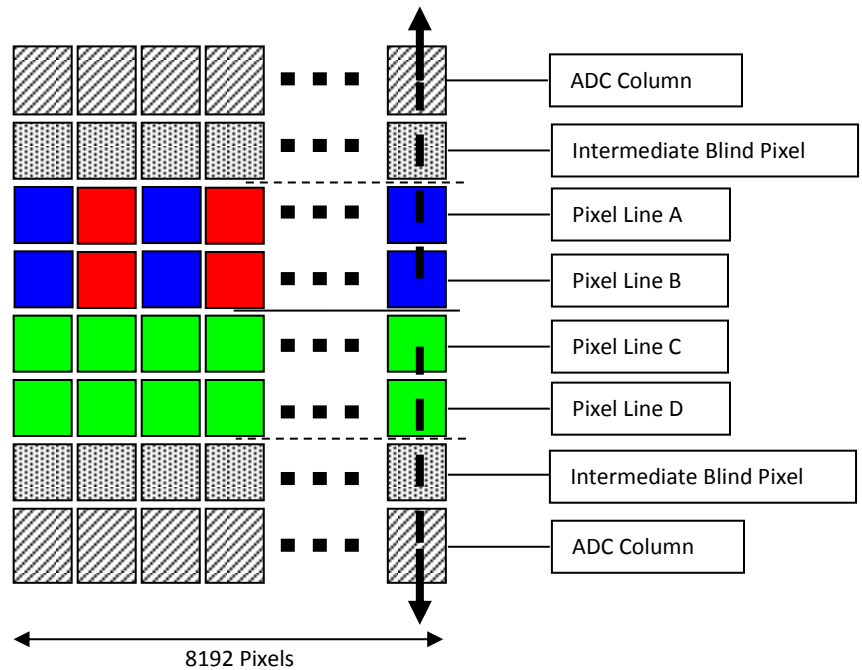 ADC Column
Intermediate Blind Pixel
Pixel Line A
Pixel Line B
Pixel Line C
Pixel Line D
Intermediate Blind Pixel
ADC Column
8192 Pixels